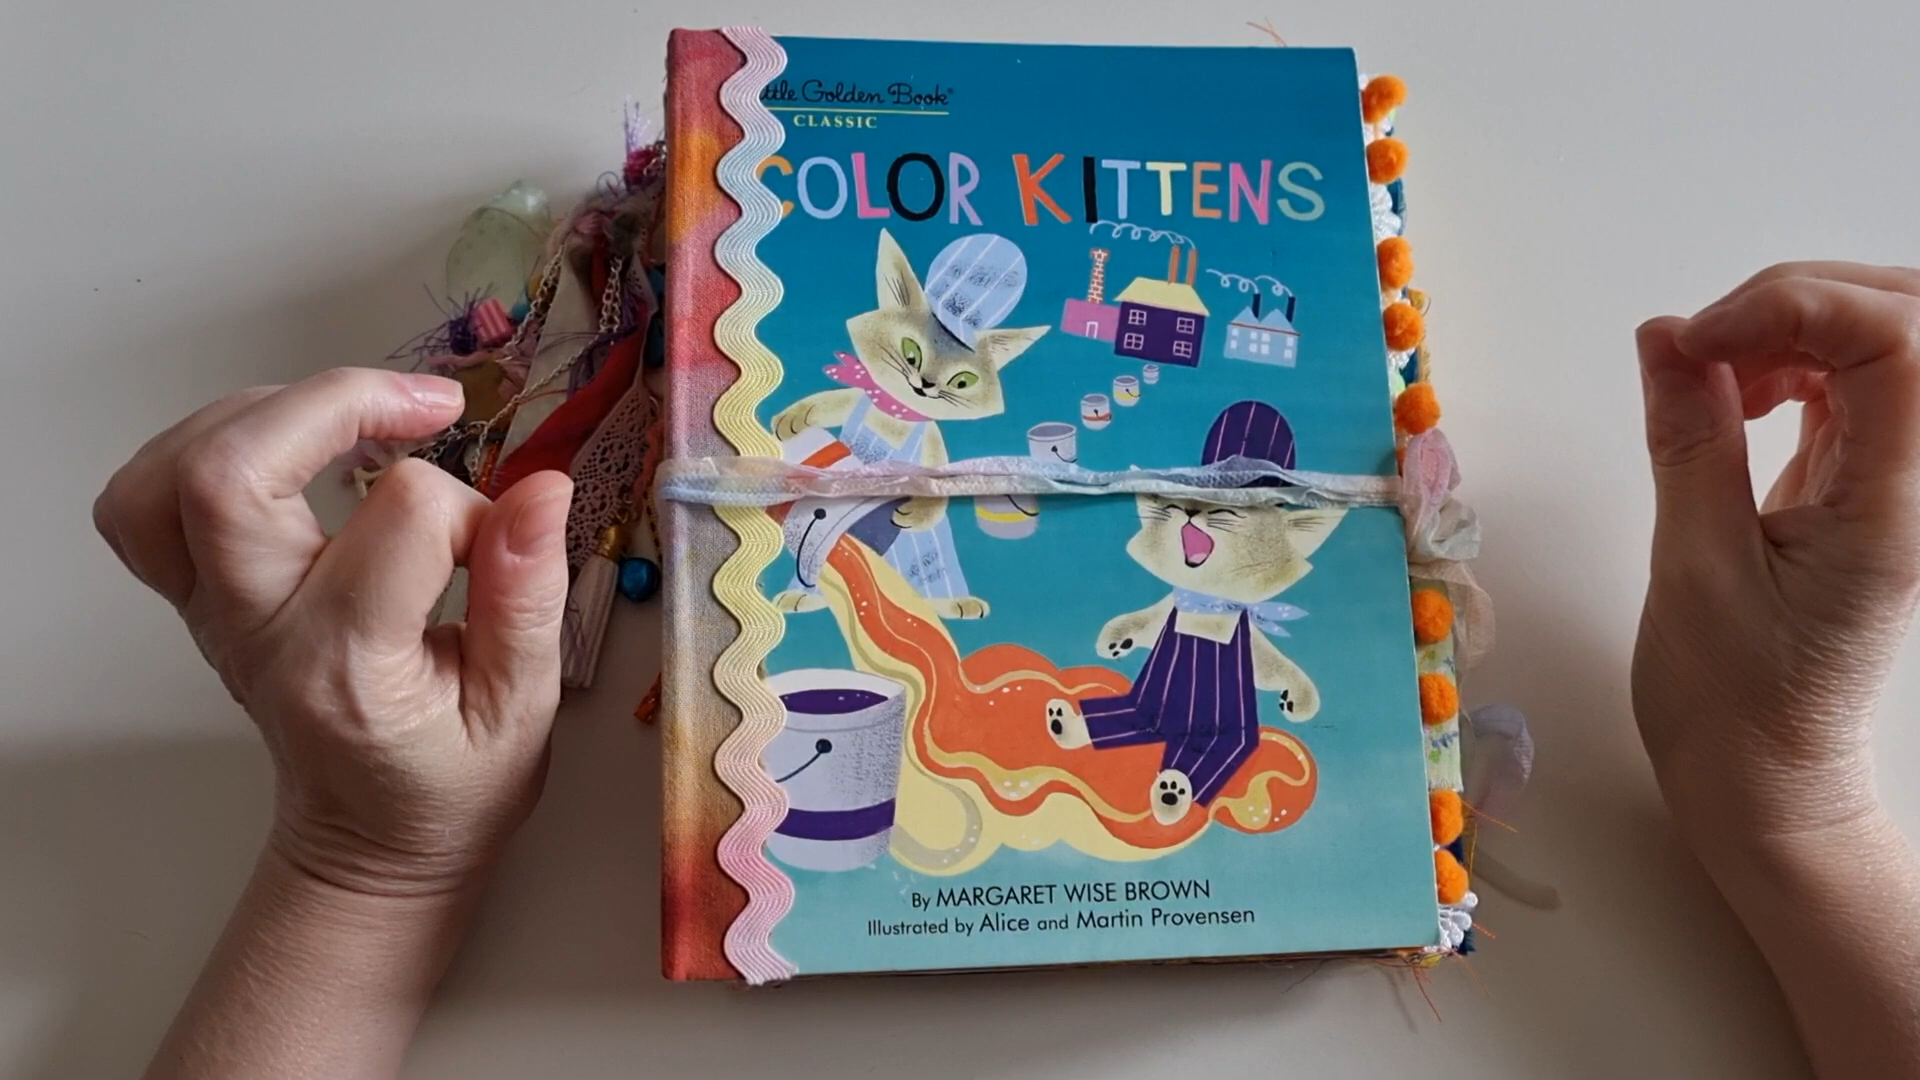 ttle Golden Book®
CLASSIC
COLOR KITTENS
By MARGARET WISE BROWN
Illustrated by Alice and Martin Provensen